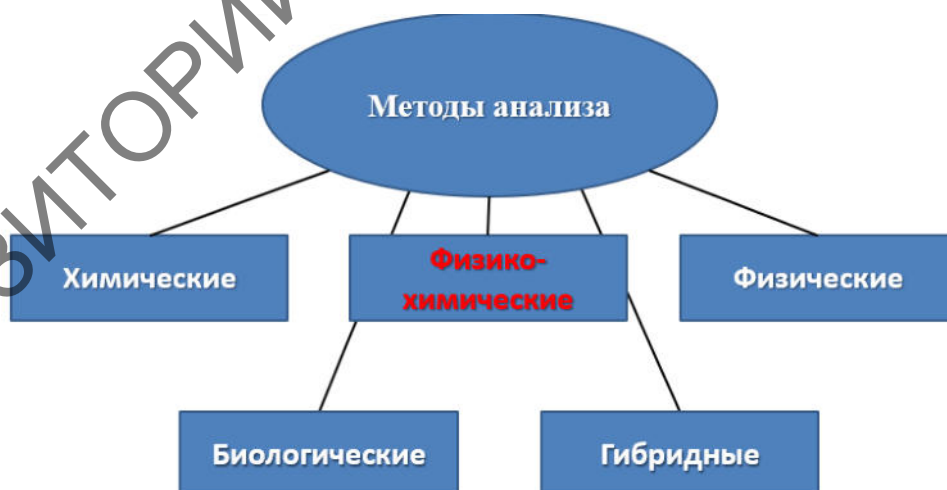 Методы анализа
Химические
Физико-
химические
Физические
Биологические
Гибридные